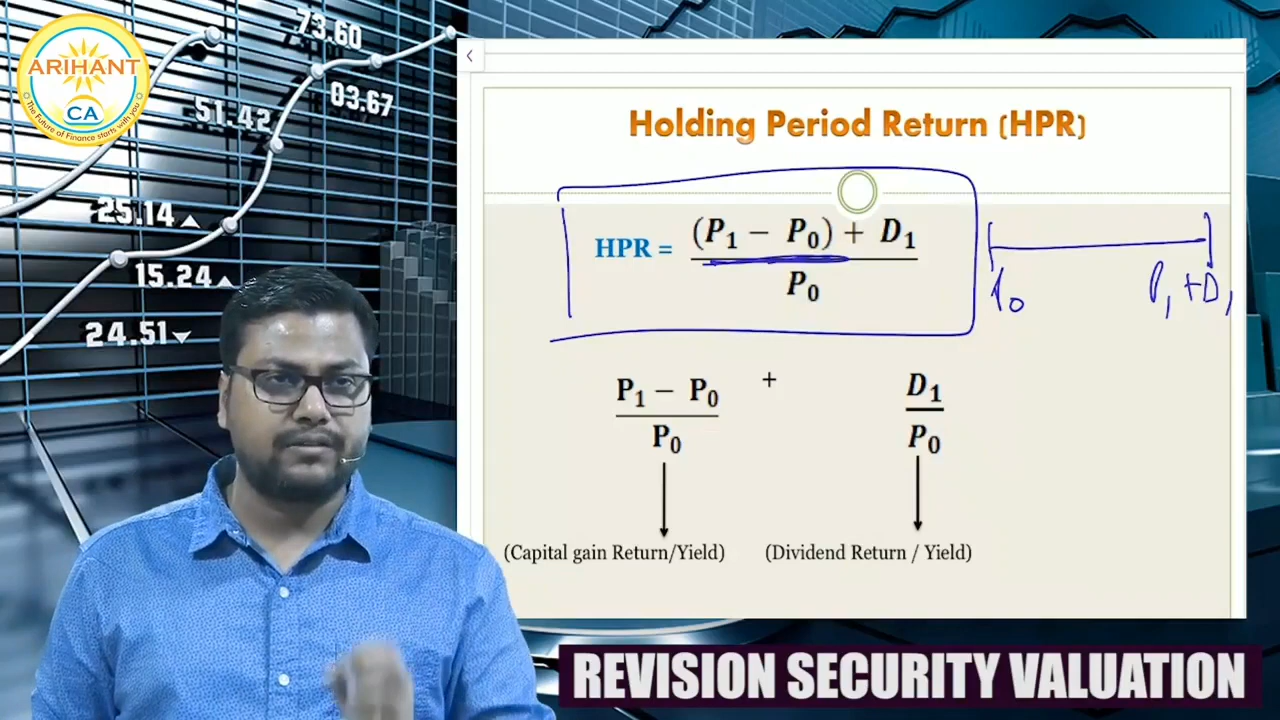 73.60
03.67
51.42
25.14
15.24
24.51
ARIHANT
CA
The Future of Finance starts with you
Holding Period Return (HPR)
HPR = ((P₁ − P₀) + D₁) / P₀
P₀
P₁ + D₁
(P₁ − P₀) / P₀ + D₁ / P₀
(Capital gain Return/Yield) (Dividend Return / Yield)
REVISION SECURITY VALUATION